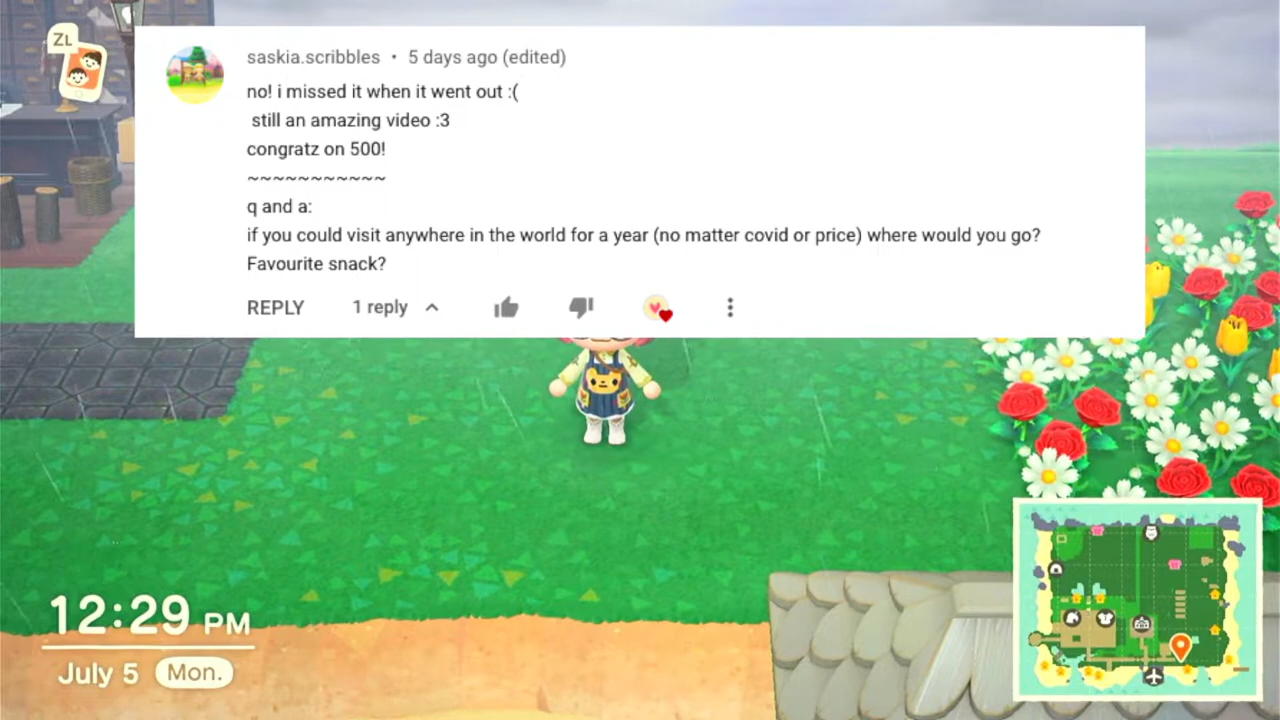 ZL
saskia.scribbles • 5 days ago (edited)
no! i missed it when it went out :(
still an amazing video :3
congratz on 500!
~~~~~~~~~~~
q and a:
if you could visit anywhere in the world for a year (no matter covid or price) where would you go?
Favourite snack?
REPLY 1 reply
12:29 PM
July 5 Mon.